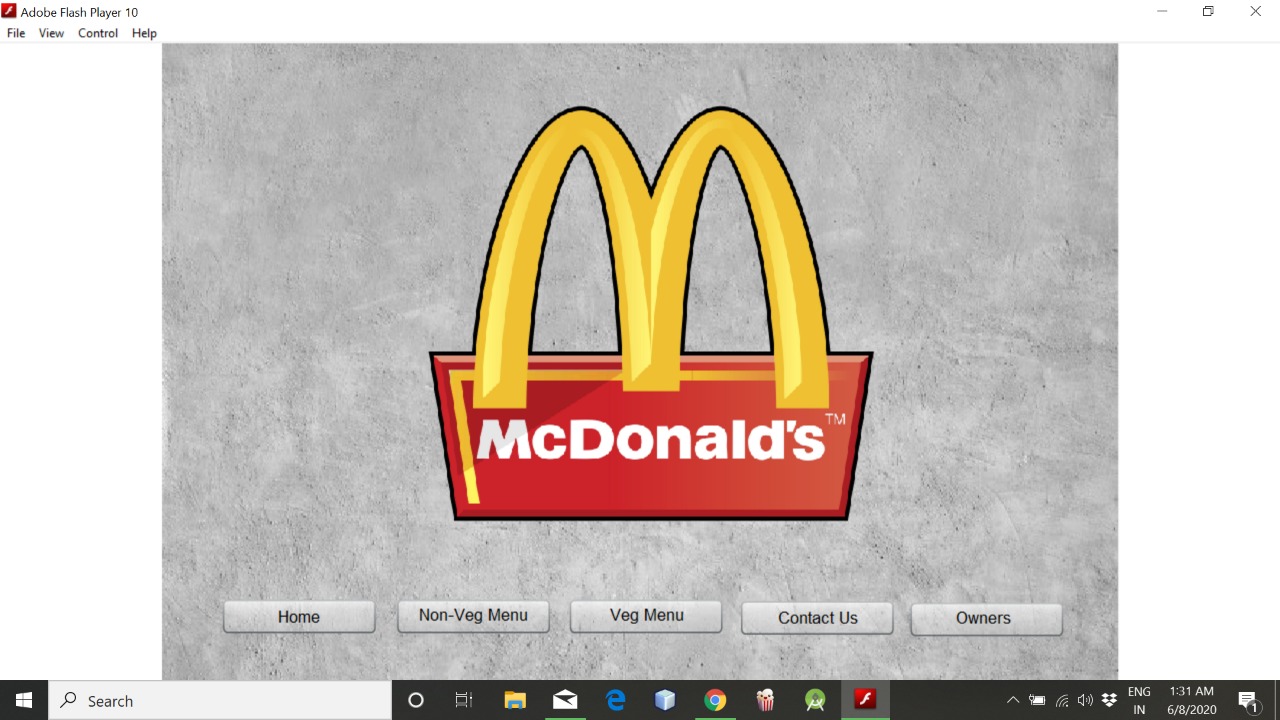 Adobe Flash Player 10
File View Control Help
McDonald's™
Home Non-Veg Menu Veg Menu Contact Us Owners
Search
ENG
IN
1:31 AM
6/8/2020
1